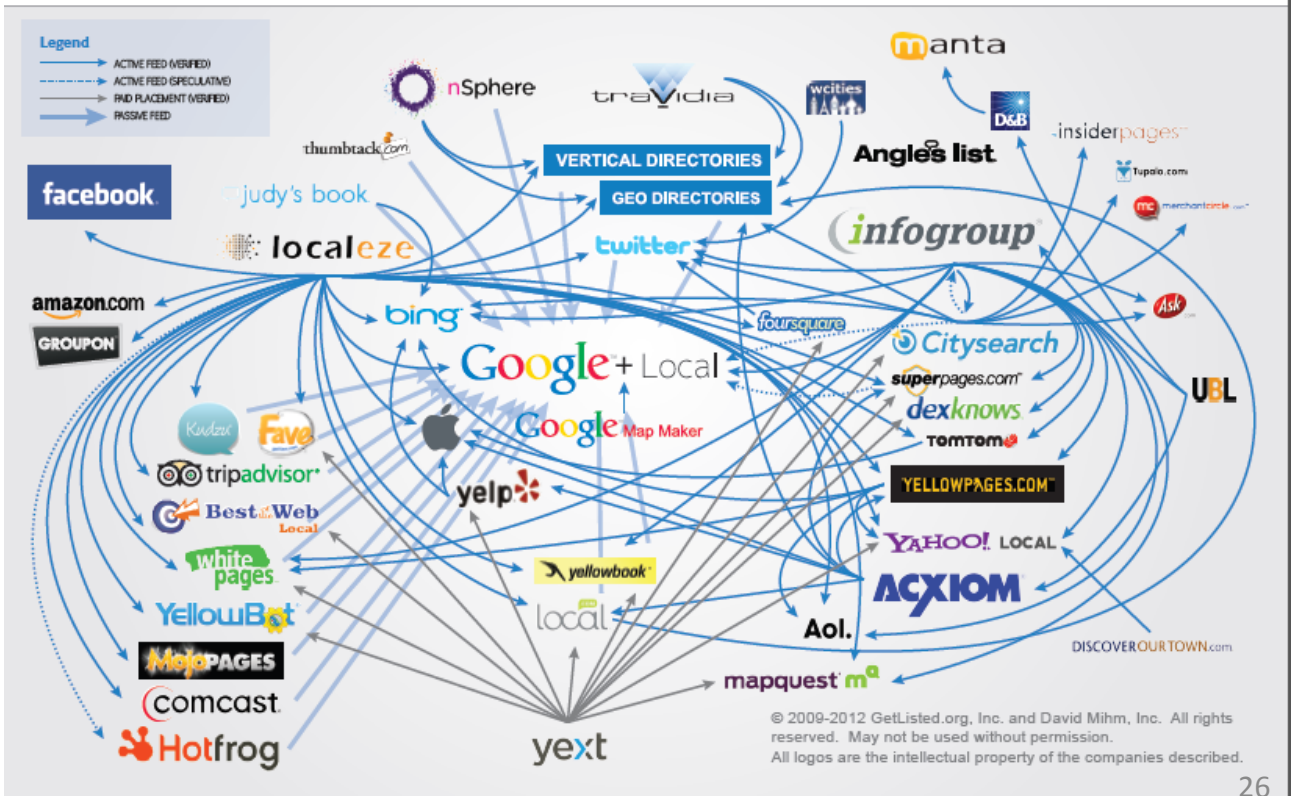 Legend
ACTIVE FEED (VERIFIED)
ACTIVE FEED (SPECULATIVE)
PAID PLACEMENT (VERIFIED)
PASSIVE FEED
nSphere
traVidia
wcities
manta
D&B
insiderpages
thumbtack.com
VERTICAL DIRECTORIES
Angie's list
Tupalo.com
facebook
judy's book
GEO DIRECTORIES
mc merchantcircle
localeze
twitter
infogroup
amazon.com
GROUPON
bing
foursquare
Ask
Google + Local
Citysearch
superpages.com
UBL
Kudzu
Fave
Google Map Maker
dexknows
TOMTOM
tripadvisor
yelp
YELLOWPAGES.COM
Best of the Web
Local
white
pages
yellowbook
YAHOO! LOCAL
YELLOWBOT
local
ACXIOM
Aol.
MojoPAGES
DISCOVEROURTOWN.com
comcast
mapquest mq
Hotfrog
yext
© 2009-2012 GetListed.org, Inc. and David Mihm, Inc. All rights
reserved. May not be used without permission.
All logos are the intellectual property of the companies described.
26